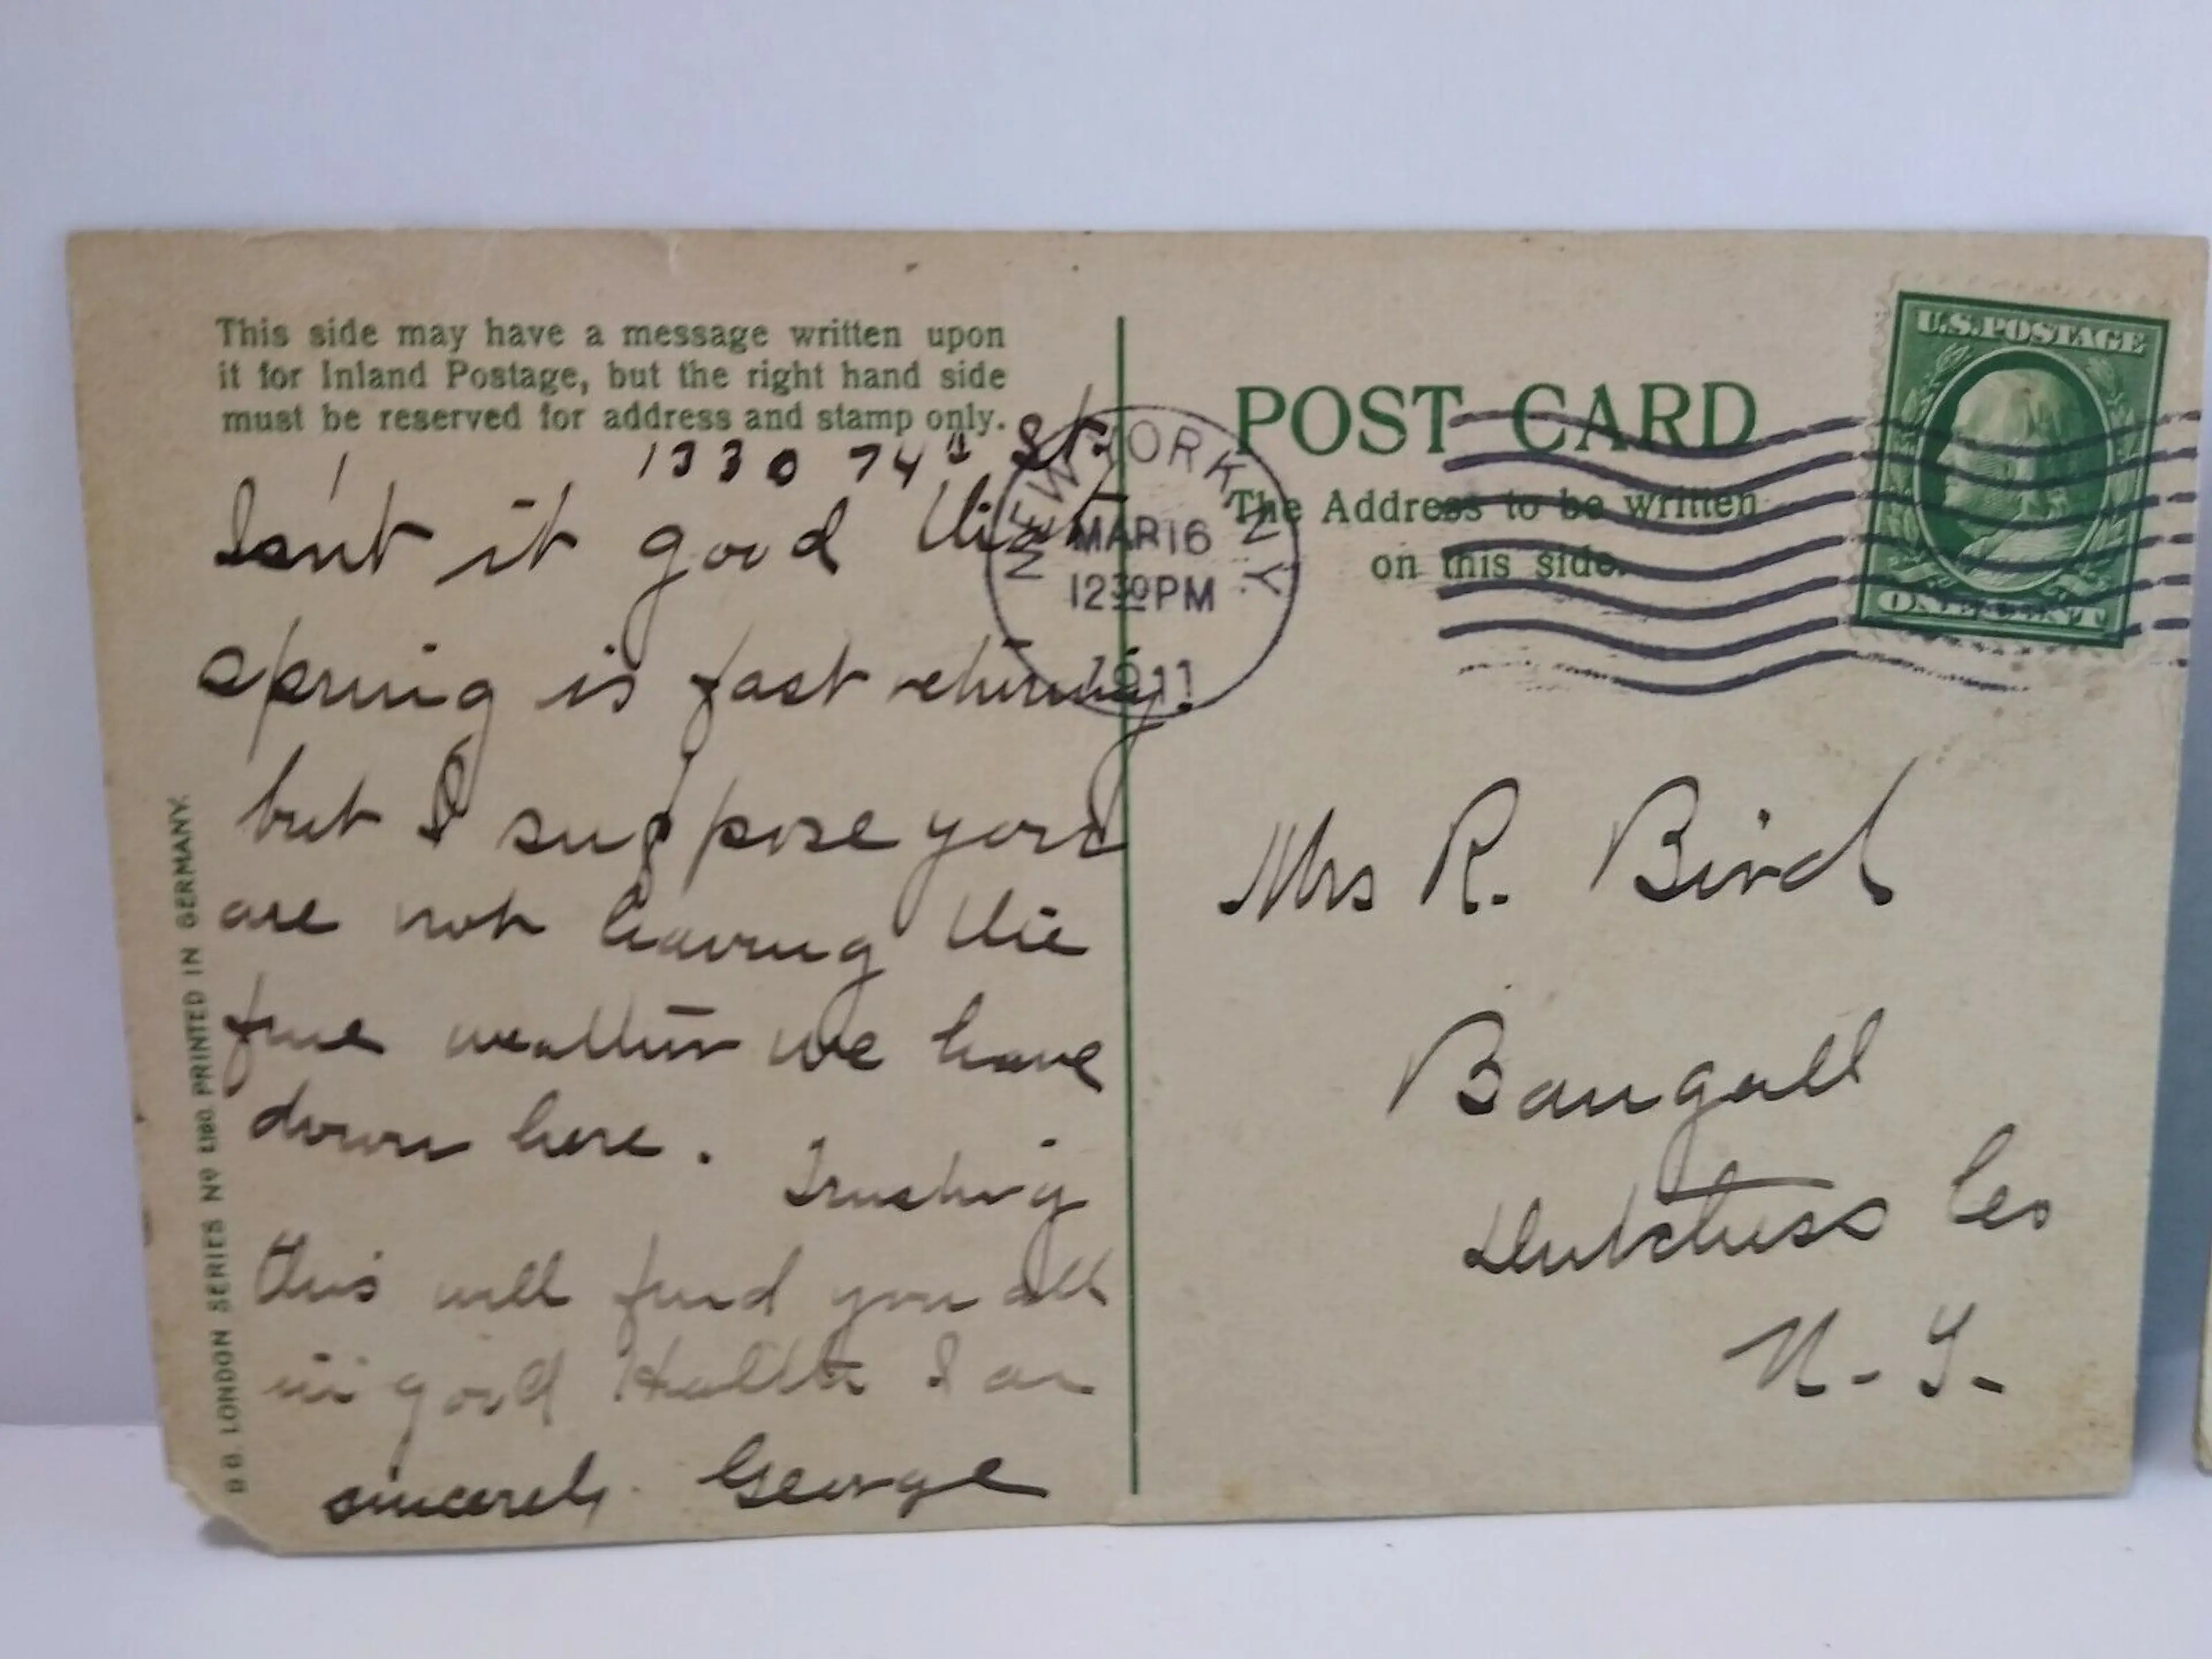 This side may have a message written upon
it for Inland Postage, but the right hand side
must be reserved for address and stamp only.
1330 74th St.
Isn't it good that
spring is fast returning.
but I suppose you
are not having the
fine weather we have
down here. Trusting
this will find you all
in good Health I am
sincerely George
B.B. LONDON SERIES No E160. PRINTED IN GERMANY.
NEW YORK N.Y.
MAR 16
12 30 PM
1911
POST CARD
The Address to be written
on this side.
U.S. POSTAGE
ONE CENT
Mrs R. Bird
Bangall
Dutchess Co
N. Y.